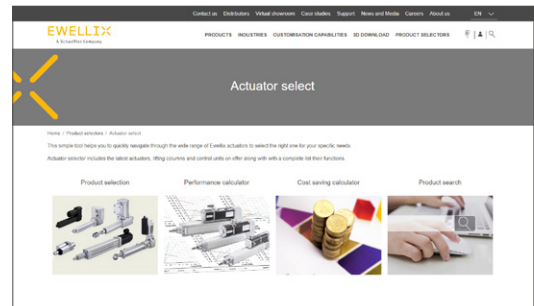 Contact us Distributors Virtual showroom Case studies Support News and Media Careers About us EN
EWELLIX
A Schaeffler Company
PRODUCTS INDUSTRIES CUSTOMISATION CAPABILITIES 3D DOWNLOAD PRODUCT SELECTORS
Actuator select
Home / Product selectors / Actuator select
This simple tool helps you to quickly navigate through the wide range of Ewellix actuators to select the right one for your specific needs.
Actuator selector includes the latest actuators, lifting columns and control units on offer along with with a complete list their functions.
Product selection Performance calculator Cost saving calculator Product search